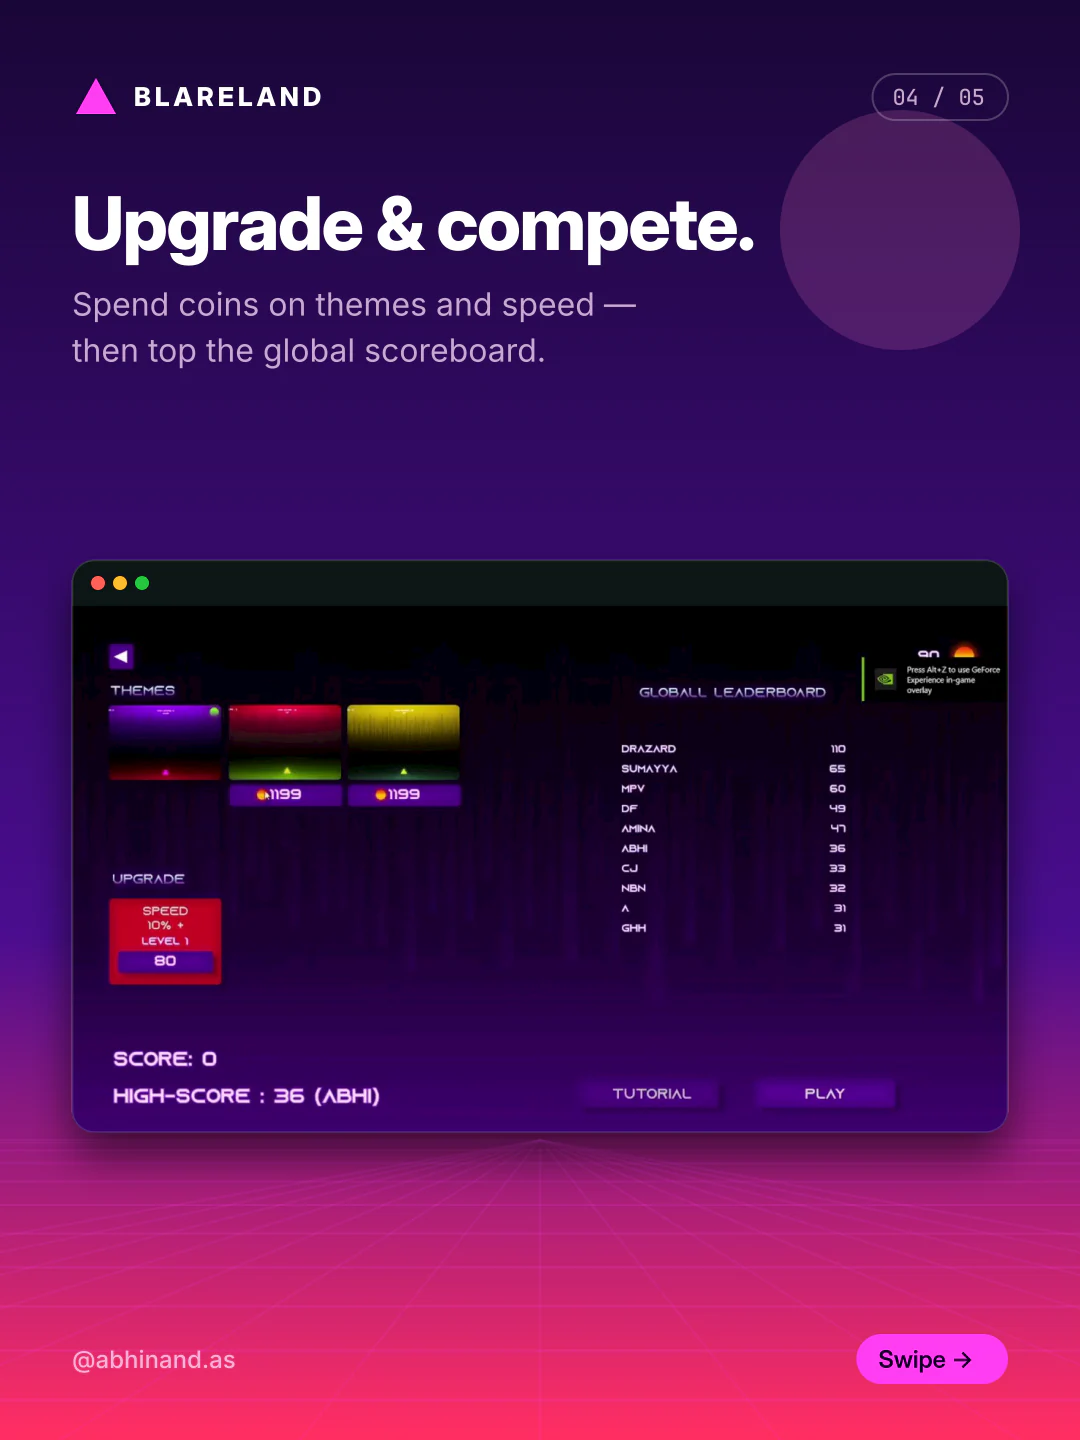 BLARELAND
04 / 05
Upgrade & compete.
Spend coins on themes and speed —
then top the global scoreboard.
90
Press Alt+Z to use GeForce
Experience in-game
overlay
THEMES
1199
1199
GLOBALL LEADERBOARD
DRAZARD 110
SUMAYYA 65
MPV 60
DF 49
AMINA 47
ABHI 36
CJ 33
NBN 32
A 31
GHH 31
UPGRADE
SPEED
10% +
LEVEL 1
80
SCORE: 0
HIGH-SCORE : 36 (ABHI)
TUTORIAL
PLAY
@abhinand.as
Swipe →